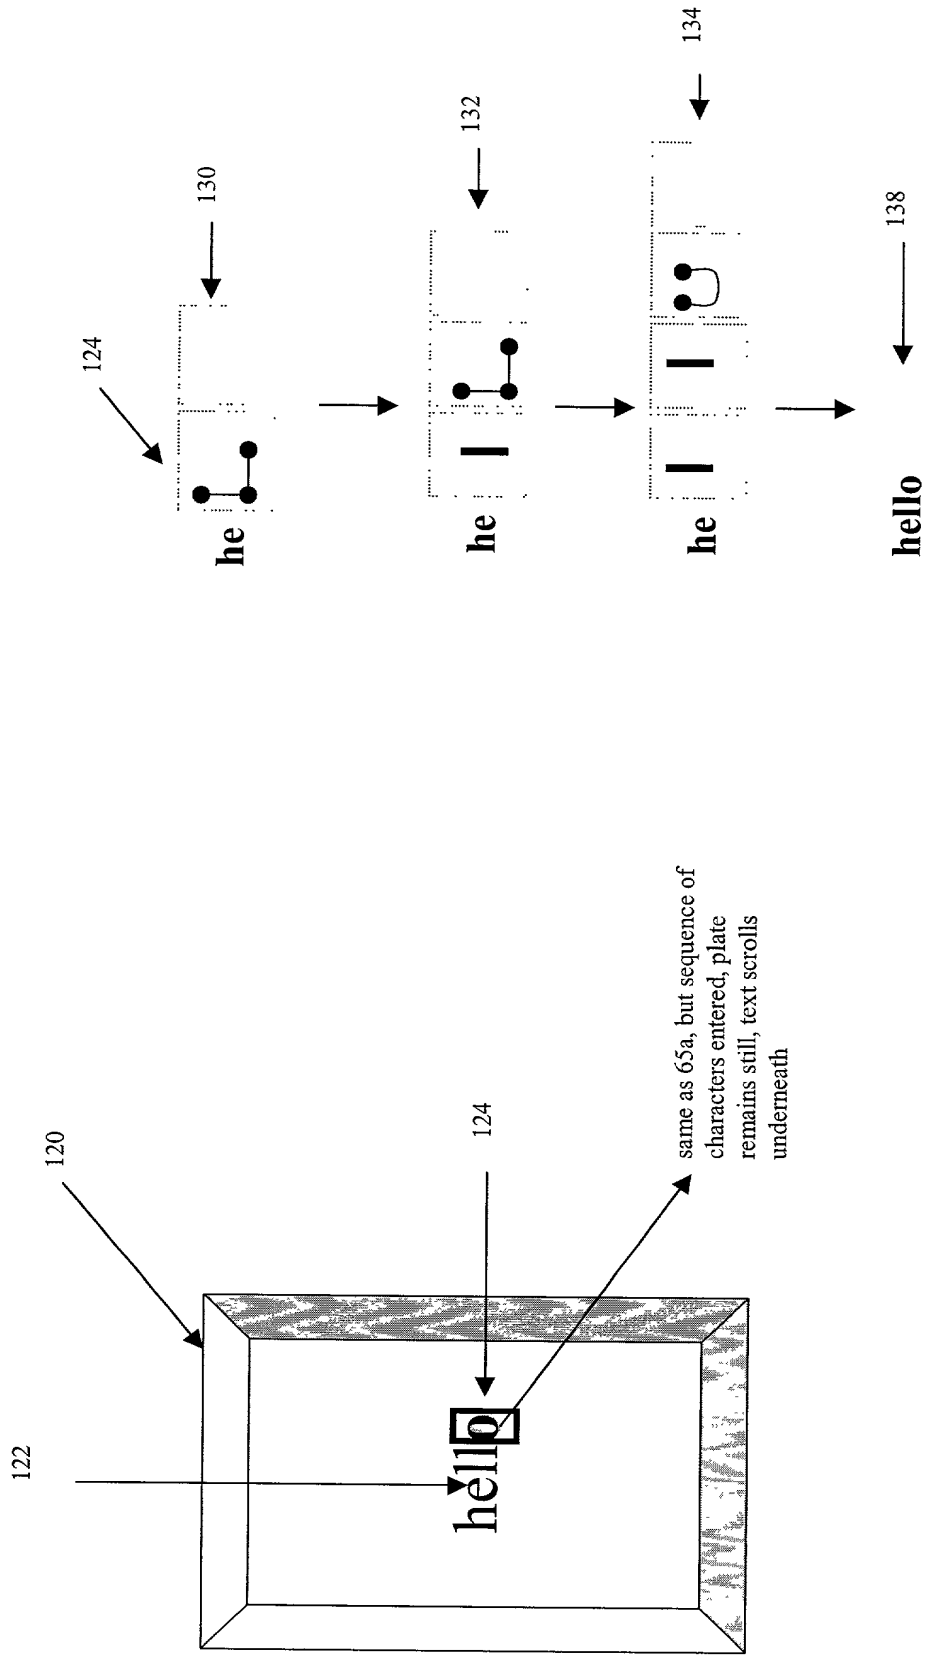 122
120
hello
124
same as 65a, but sequence of
characters entered, plate
remains still, text scrolls
underneath
124
he
130
he
132
he
134
hello
138